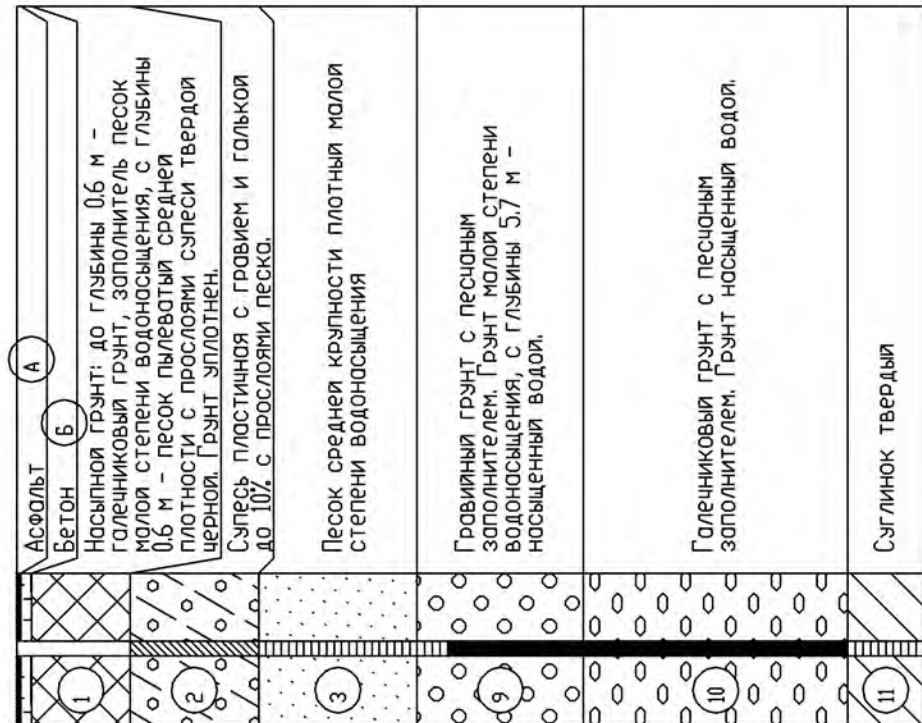 Асфальт
А
Бетон
Б
Насыпной грунт: до глубины 0.6 м -
галечниковый грунт, заполнитель песок
малой степени водонасыщения, с глубины
0.6 м - песок пылеватый средней
плотности с прослоями супеси твердой
черной. Грунт уплотнен.
1
Супесь пластичная с гравием и галькой
до 10% с прослоями песка.
2
Песок средней крупности плотный малой
степени водонасыщения
3
Гравийный грунт с песчаным
заполнителем. Грунт малой степени
водонасыщения, с глубины 5.7 м -
насыщенный водой.
9
Галечниковый грунт с песчаным
заполнителем. Грунт насыщенный водой.
10
Суглинок твердый
11